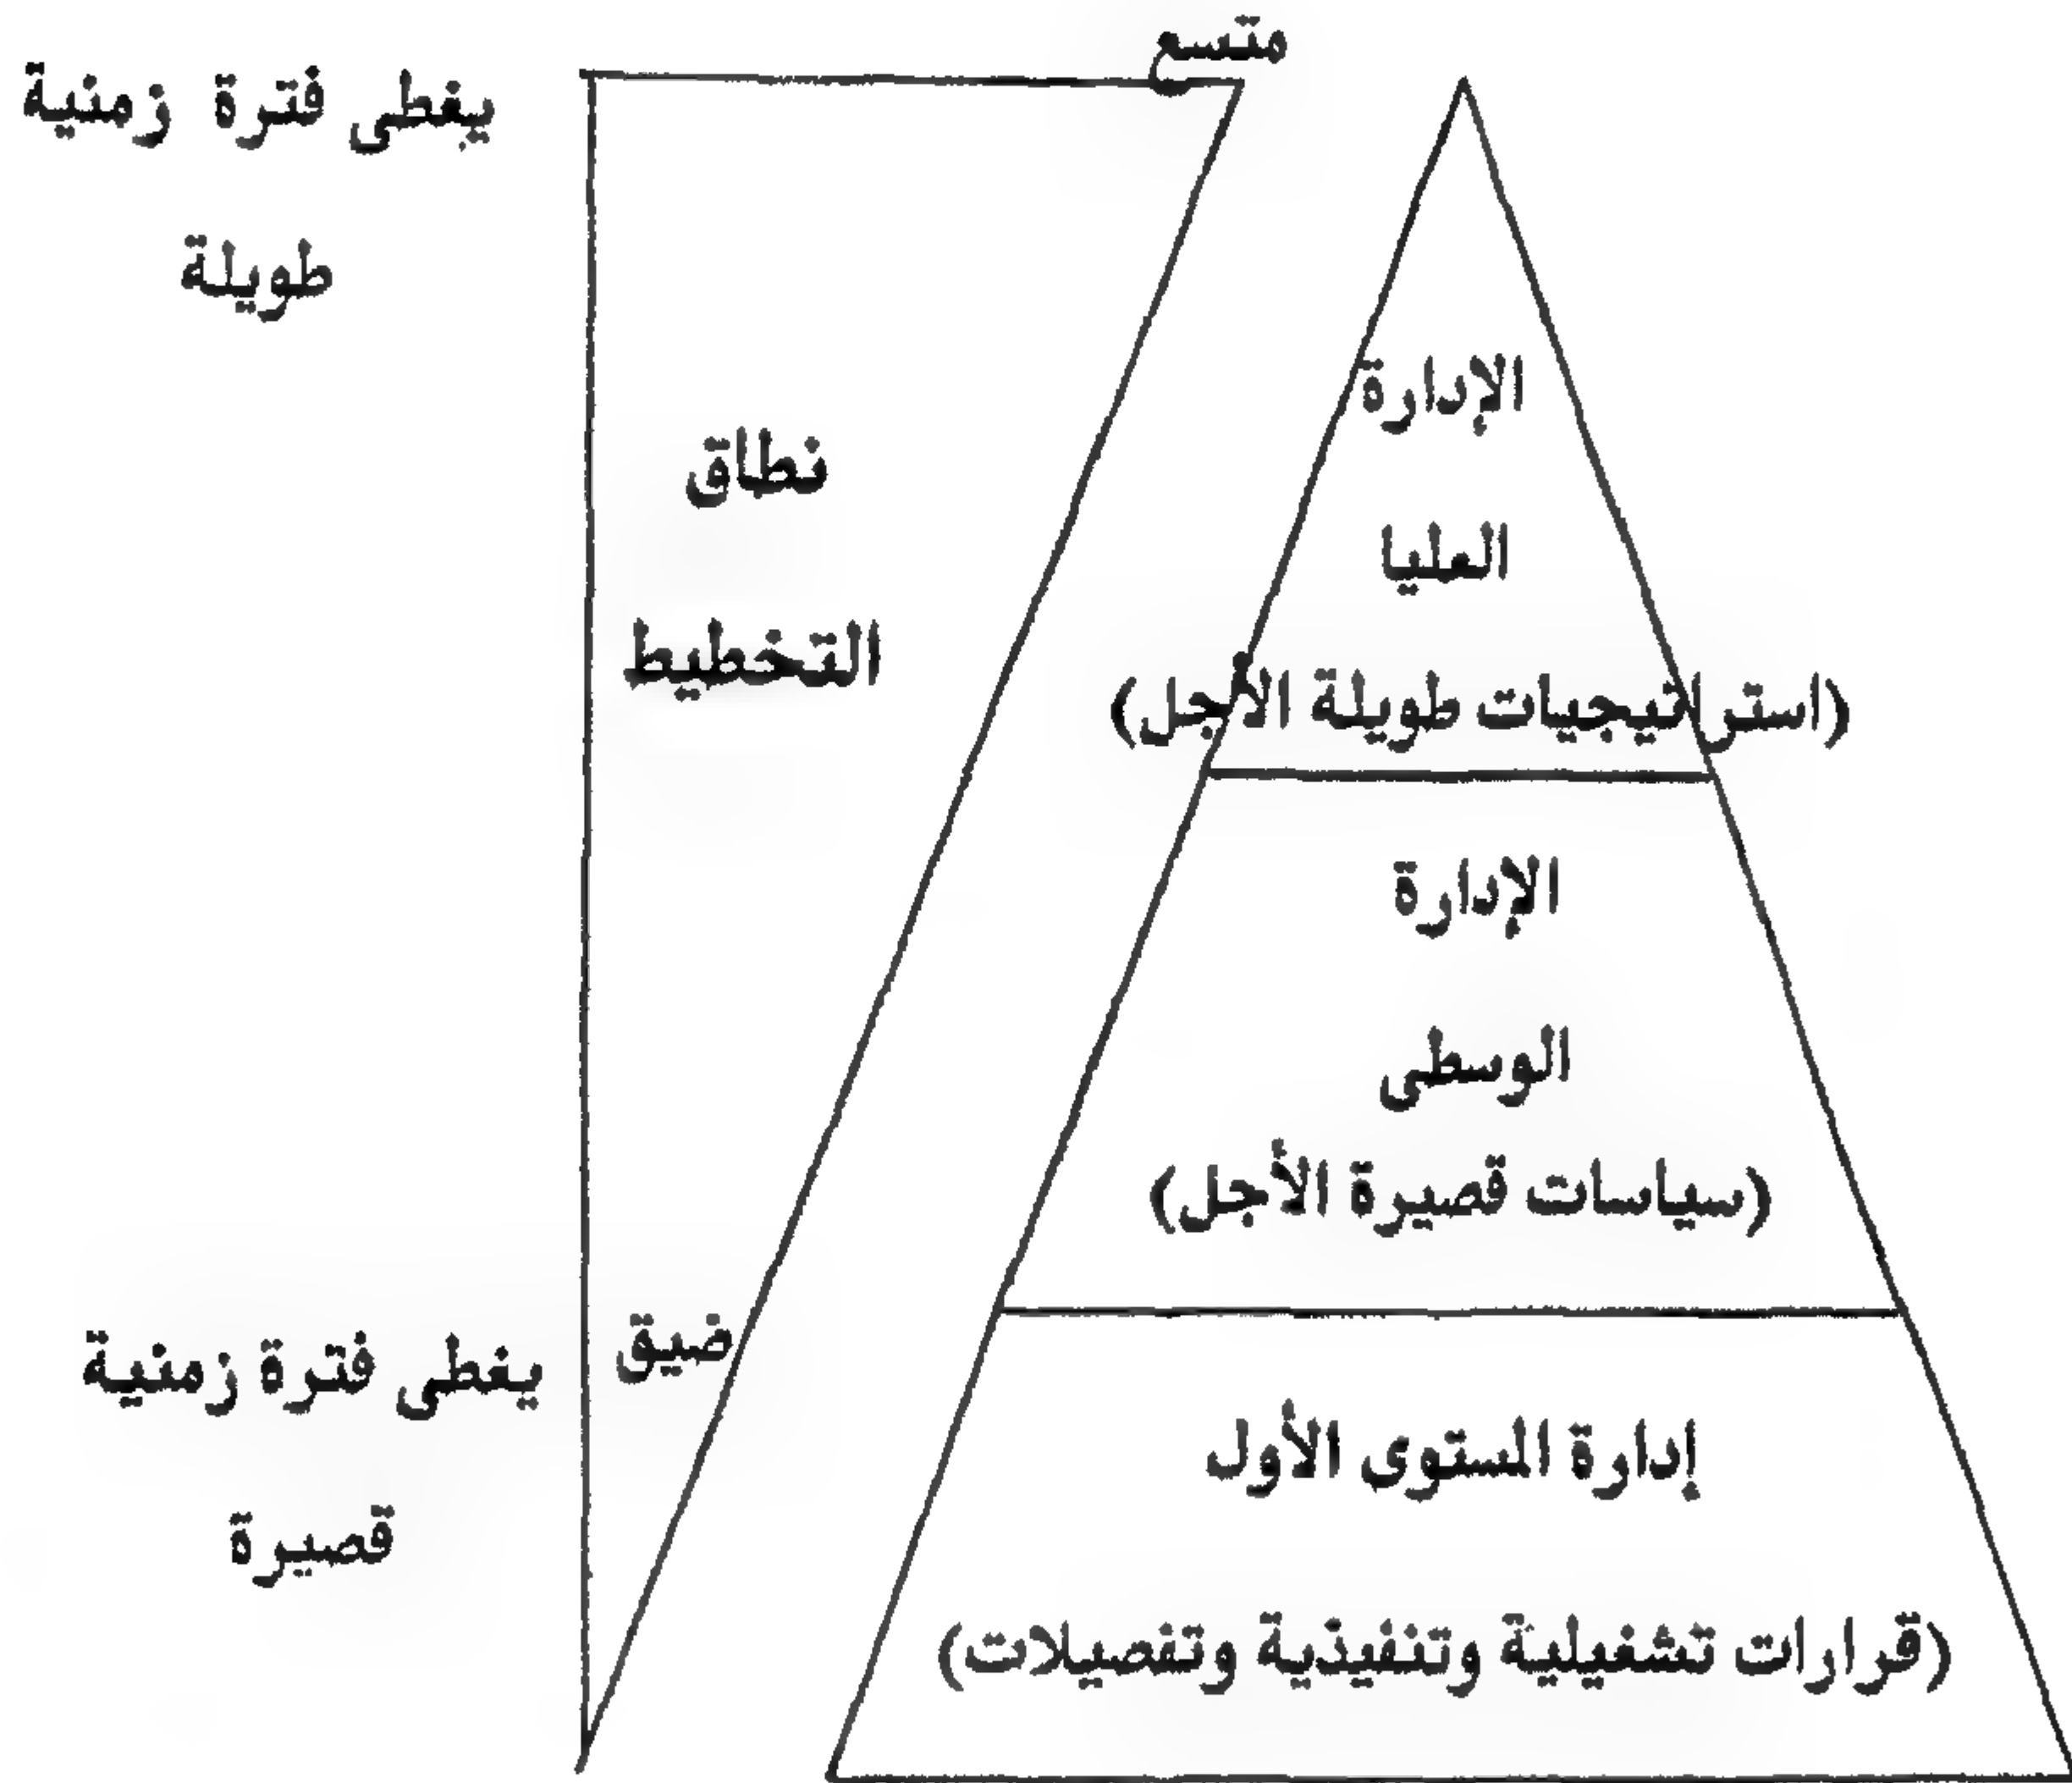 متسع
يغطى فترة زمنية
طويلة
الإدارة
العليا
(استراتيجيات طويلة الأجل)
نطاق
التخطيط
الإدارة
الوسطى
(سياسات قصيرة الأجل)
ضيق
يغطى فترة زمنية
قصيرة
إدارة المستوى الأول
(قرارات تشغيلية وتنفيذية وتفصيلات)